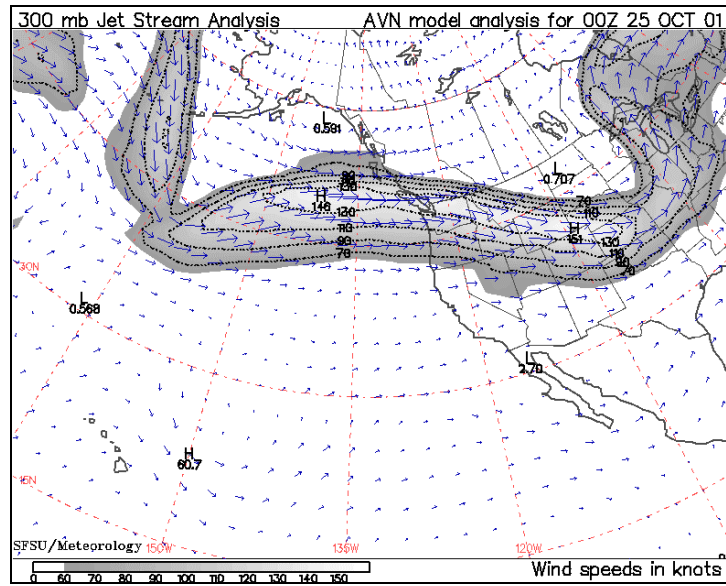 300 mb Jet Stream Analysis
AVN model analysis for 00Z 25 OCT 01
L
0.591
L
0.707
90
130
H
146
130
110
90
70
70
110
H
151
130
110
90
70
30N
L
0.568
L
2.70
H
60.7
15N
SFSU/Meteorology
150W
135W
120W
0 60 70 80 90 100 110 120 130 140 150
Wind speeds in knots